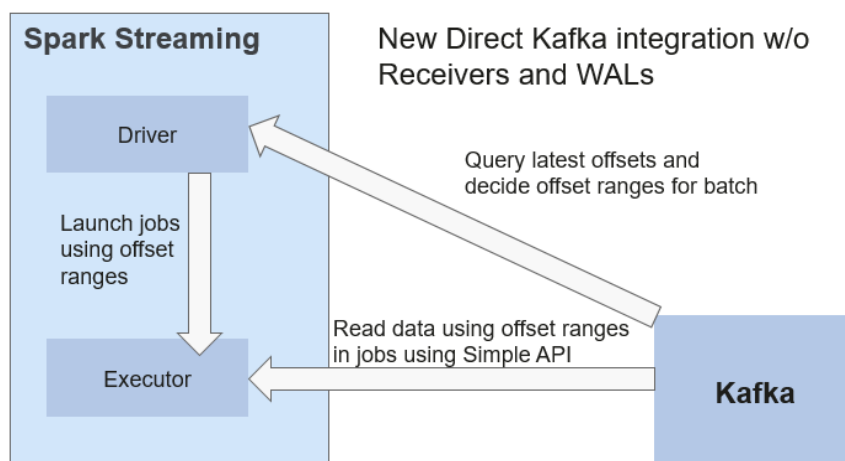 Spark Streaming
New Direct Kafka integration w/o
Receivers and WALs
Driver
Query latest offsets and
decide offset ranges for batch
Launch jobs
using offset
ranges
Read data using offset ranges
in jobs using Simple API
Executor
Kafka